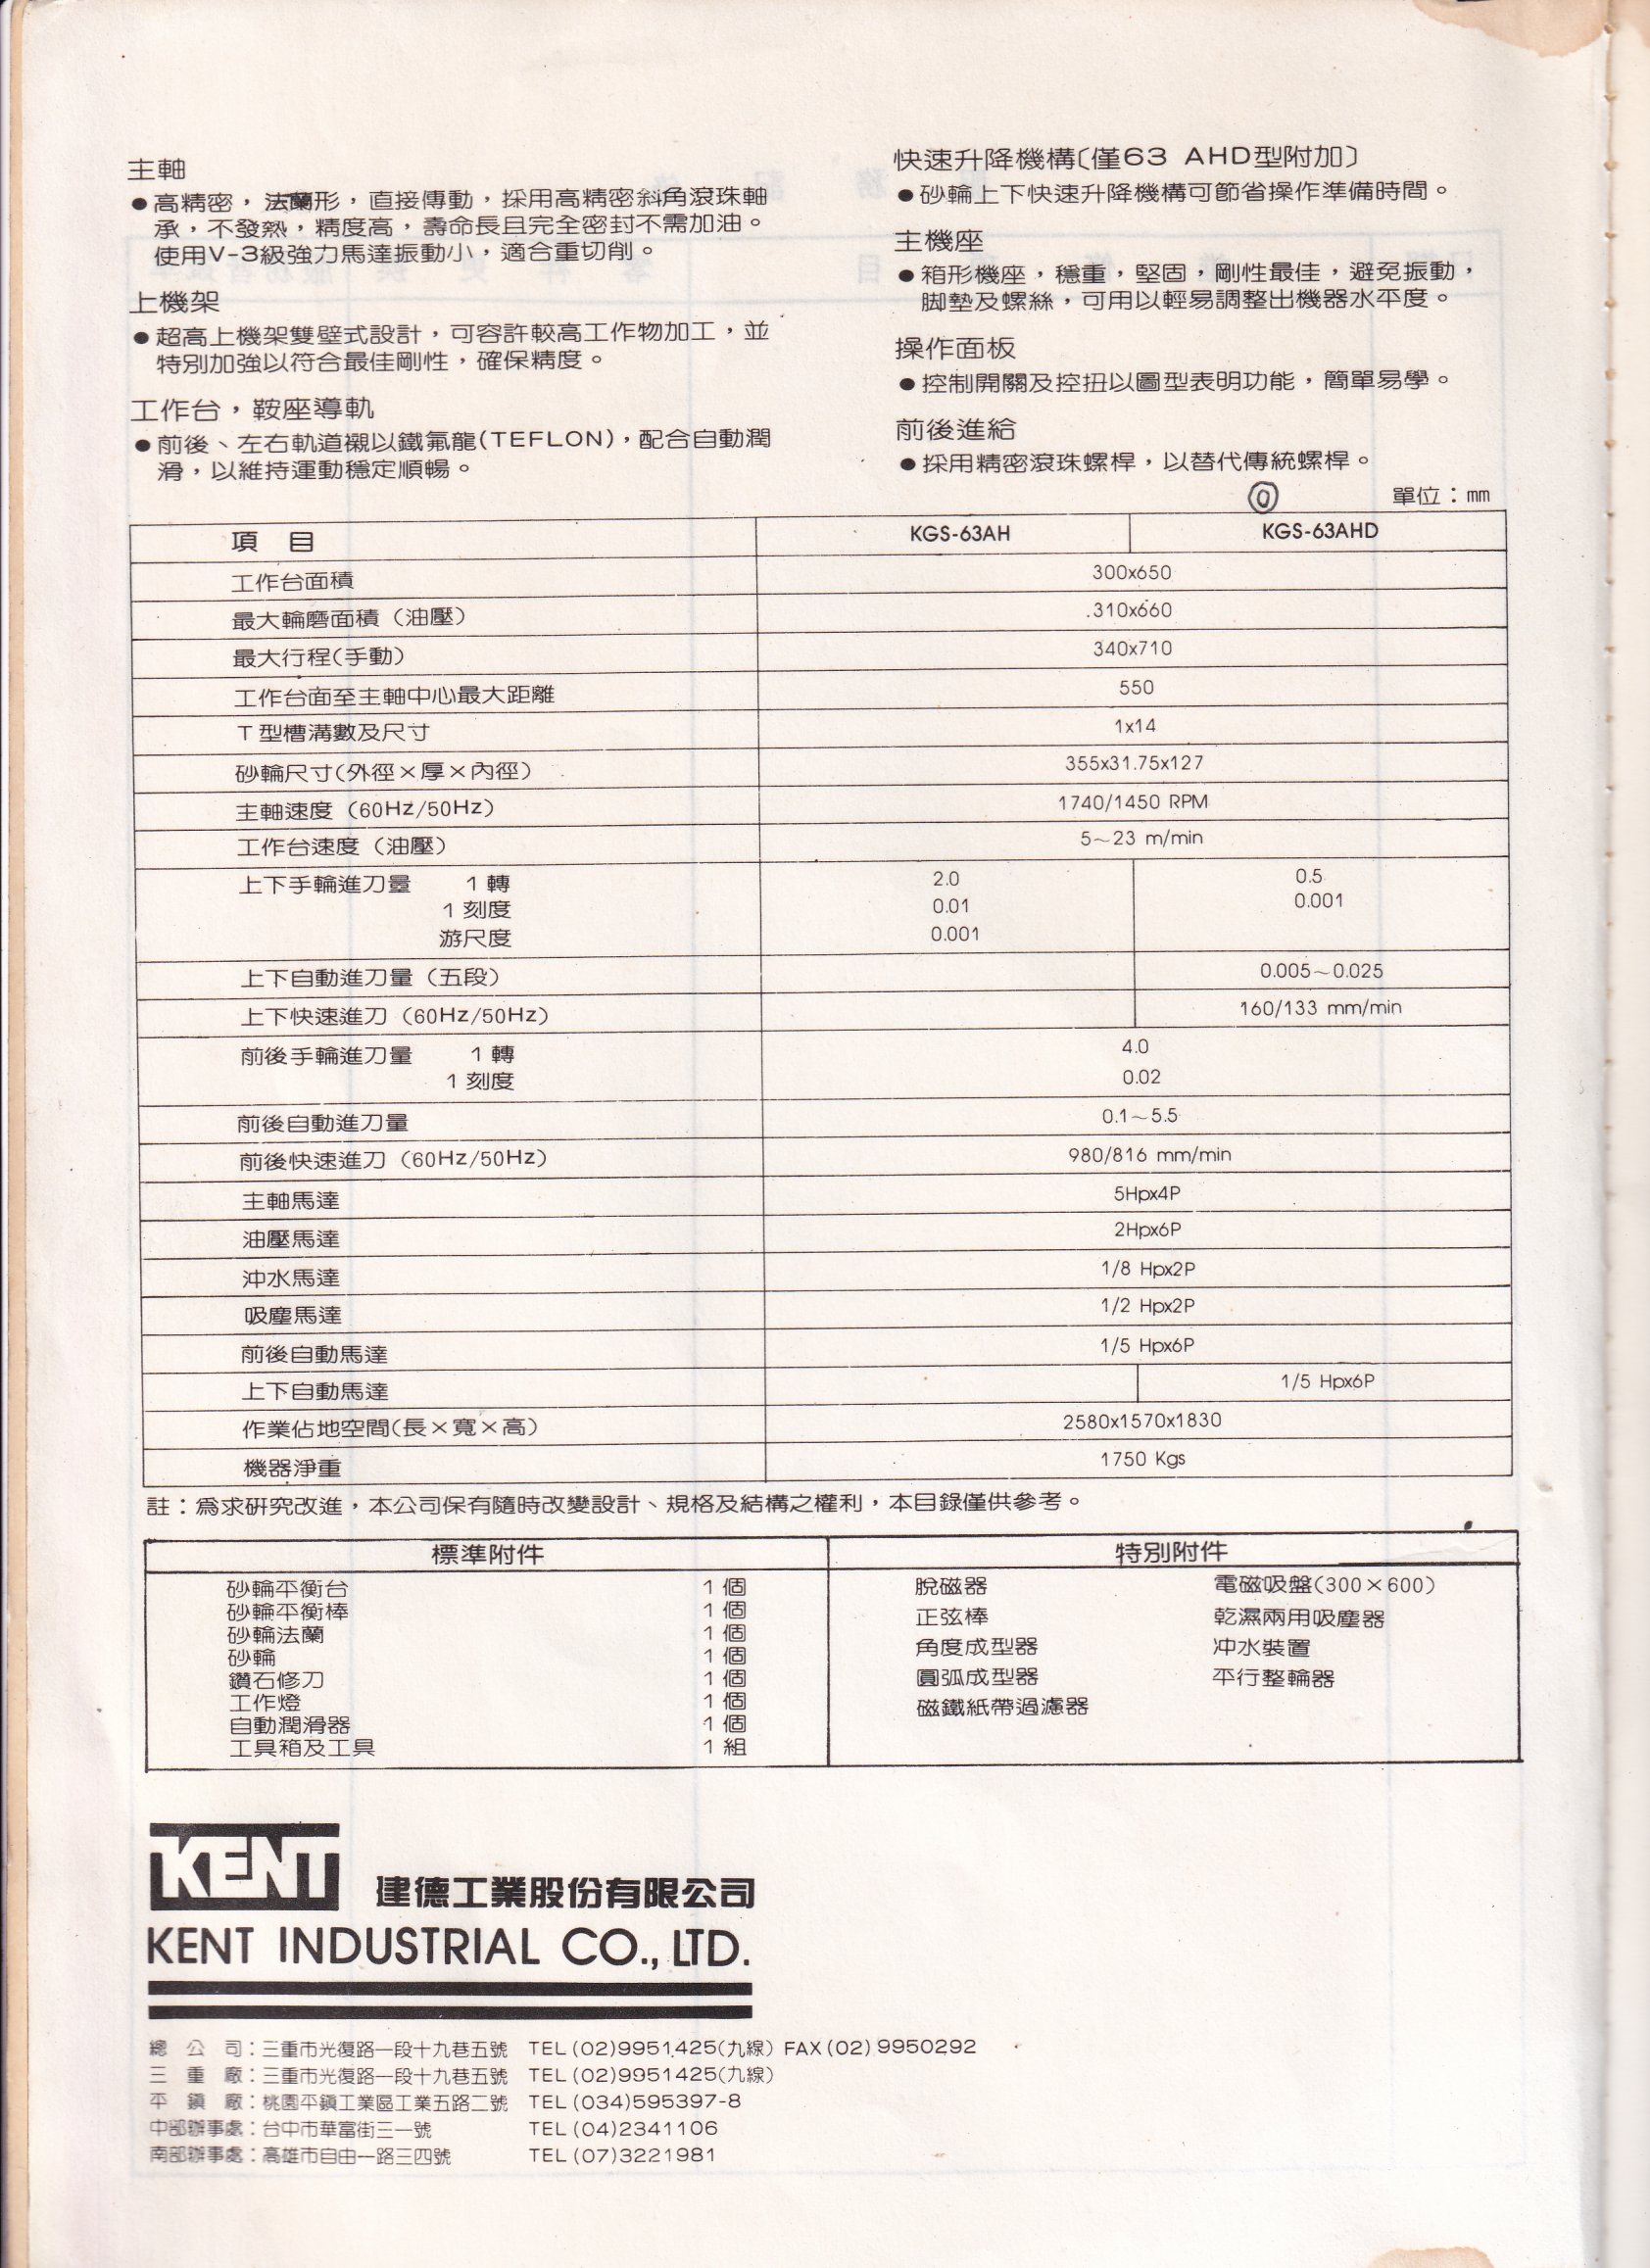 主軸
●高精密，法蘭形，直接傳動，採用高精密斜角滾珠軸
承，不發熱，精度高，壽命長且完全密封不需加油。
使用V-3級強力馬達振動小，適合重切削。
上機架
●超高上機架雙壁式設計，可容許較高工作物加工，並
特別加強以符合最佳剛性，確保精度。
工作台，鞍座導軌
●前後、左右軌道襯以鐵氟龍(TEFLON)，配合自動潤
滑，以維持運動穩定順暢。
快速升降機構〔僅63 AHD型附加〕
●砂輪上下快速升降機構可節省操作準備時間。
主機座
●箱形機座，穩重，堅固，剛性最佳，避免振動，
脚墊及螺絲，可用以輕易調整出機器水平度。
操作面板
●控制開關及控扭以圖型表明功能，簡單易學。
前後進給
●採用精密滾珠螺桿，以替代傳統螺桿。
單位：mm
項 目 KGS-63AH KGS-63AHD
工作台面積 300x650
最大輪磨面積（油壓） 310x660
最大行程(手動) 340x710
工作台面至主軸中心最大距離 550
T型槽溝數及尺寸 1x14
砂輪尺寸(外徑×厚×內徑) 355x31.75x127
主軸速度（60Hz/50Hz） 1740/1450 RPM
工作台速度（油壓） 5~23 m/min
上下手輪進刀量 1轉 2.0 0.5
1刻度 0.01 0.001
游尺度 0.001
上下自動進刀量（五段） 0.005~0.025
上下快速進刀（60Hz/50Hz） 160/133 mm/min
前後手輪進刀量 1轉 4.0
1刻度 0.02
前後自動進刀量 0.1~5.5
前後快速進刀（60Hz/50Hz） 980/816 mm/min
主軸馬達 5Hpx4P
油壓馬達 2Hpx6P
沖水馬達 1/8 Hpx2P
吸塵馬達 1/2 Hpx2P
前後自動馬達 1/5 Hpx6P
上下自動馬達 1/5 Hpx6P
作業佔地空間(長×寬×高) 2580x1570x1830
機器淨重 1750 Kgs
註：為求研究改進，本公司保有隨時改變設計、規格及結構之權利，本目錄僅供參考。
標準附件 特別附件
砂輪平衡台 1個
砂輪平衡棒 1個
砂輪法蘭 1個
砂輪 1個
鑽石修刀 1個
工作燈 1個
自動潤滑器 1個
工具箱及工具 1組
脫磁器 電磁吸盤(300×600)
正弦棒 乾濕兩用吸塵器
角度成型器 冲水裝置
圓弧成型器 平行整輪器
磁鐵紙帶過濾器
KENT
建德工業股份有限公司
KENT INDUSTRIAL CO., LTD.
總公司：三重市光復路一段十九巷五號 TEL(02)9951425(九線) FAX(02)9950292
三重廠：三重市光復路一段十九巷五號 TEL(02)9951425(九線)
平鎮廠：桃園平鎮工業區工業五路二號 TEL(034)595397-8
中部辦事處：台中市華富街三一號 TEL(04)2341106
南部辦事處：高雄市自由一路三四號 TEL(07)3221981